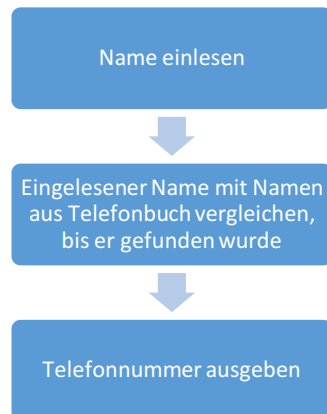 Name einlesen
Eingelesener Name mit Namen
aus Telefonbuch vergleichen,
bis er gefunden wurde
Telefonnummer ausgeben